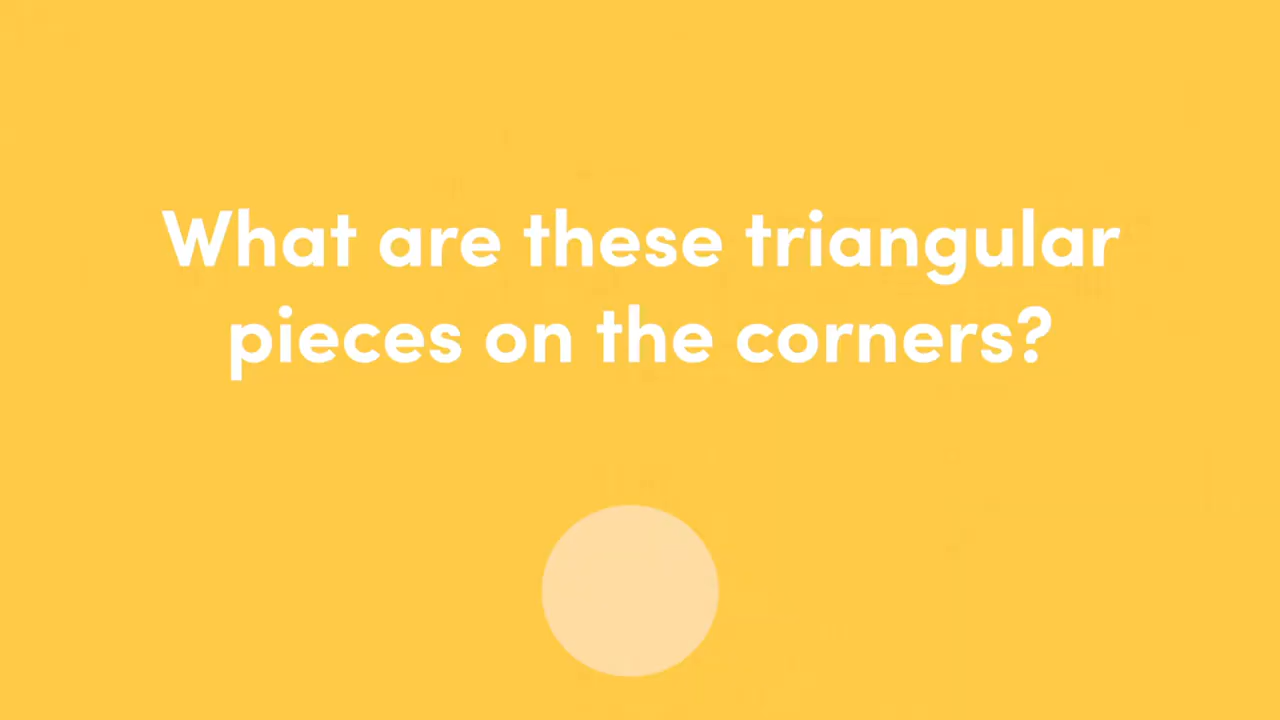 What are these triangular
pieces on the corners?